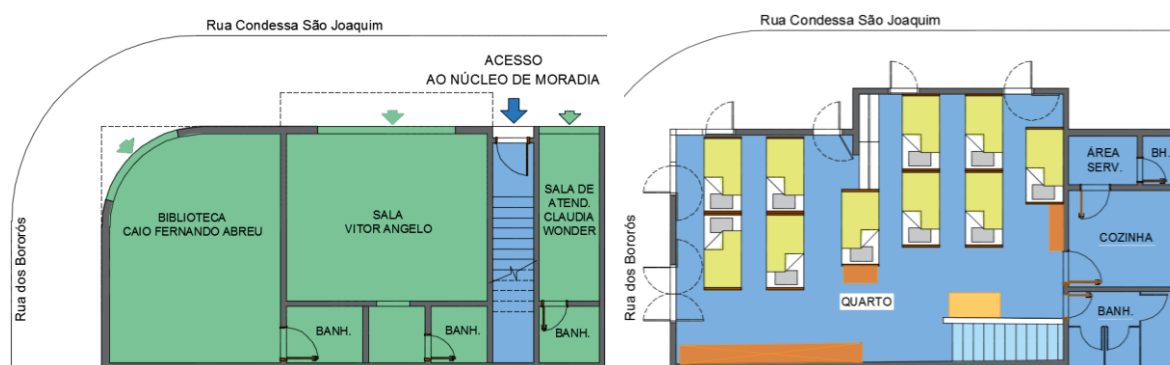 Rua Condessa São Joaquim
ACESSO
AO NÚCLEO DE MORADIA
BIBLIOTECA
CAIO FERNANDO ABREU
SALA
VITOR ANGELO
SALA DE
ATEND.
CLAUDIA
WONDER
BANH.
BANH.
BANH.
Rua dos Bororós
Rua Condessa São Joaquim
ÁREA
SERV.
BH.
COZINHA
QUARTO
BANH.
Rua dos Bororós